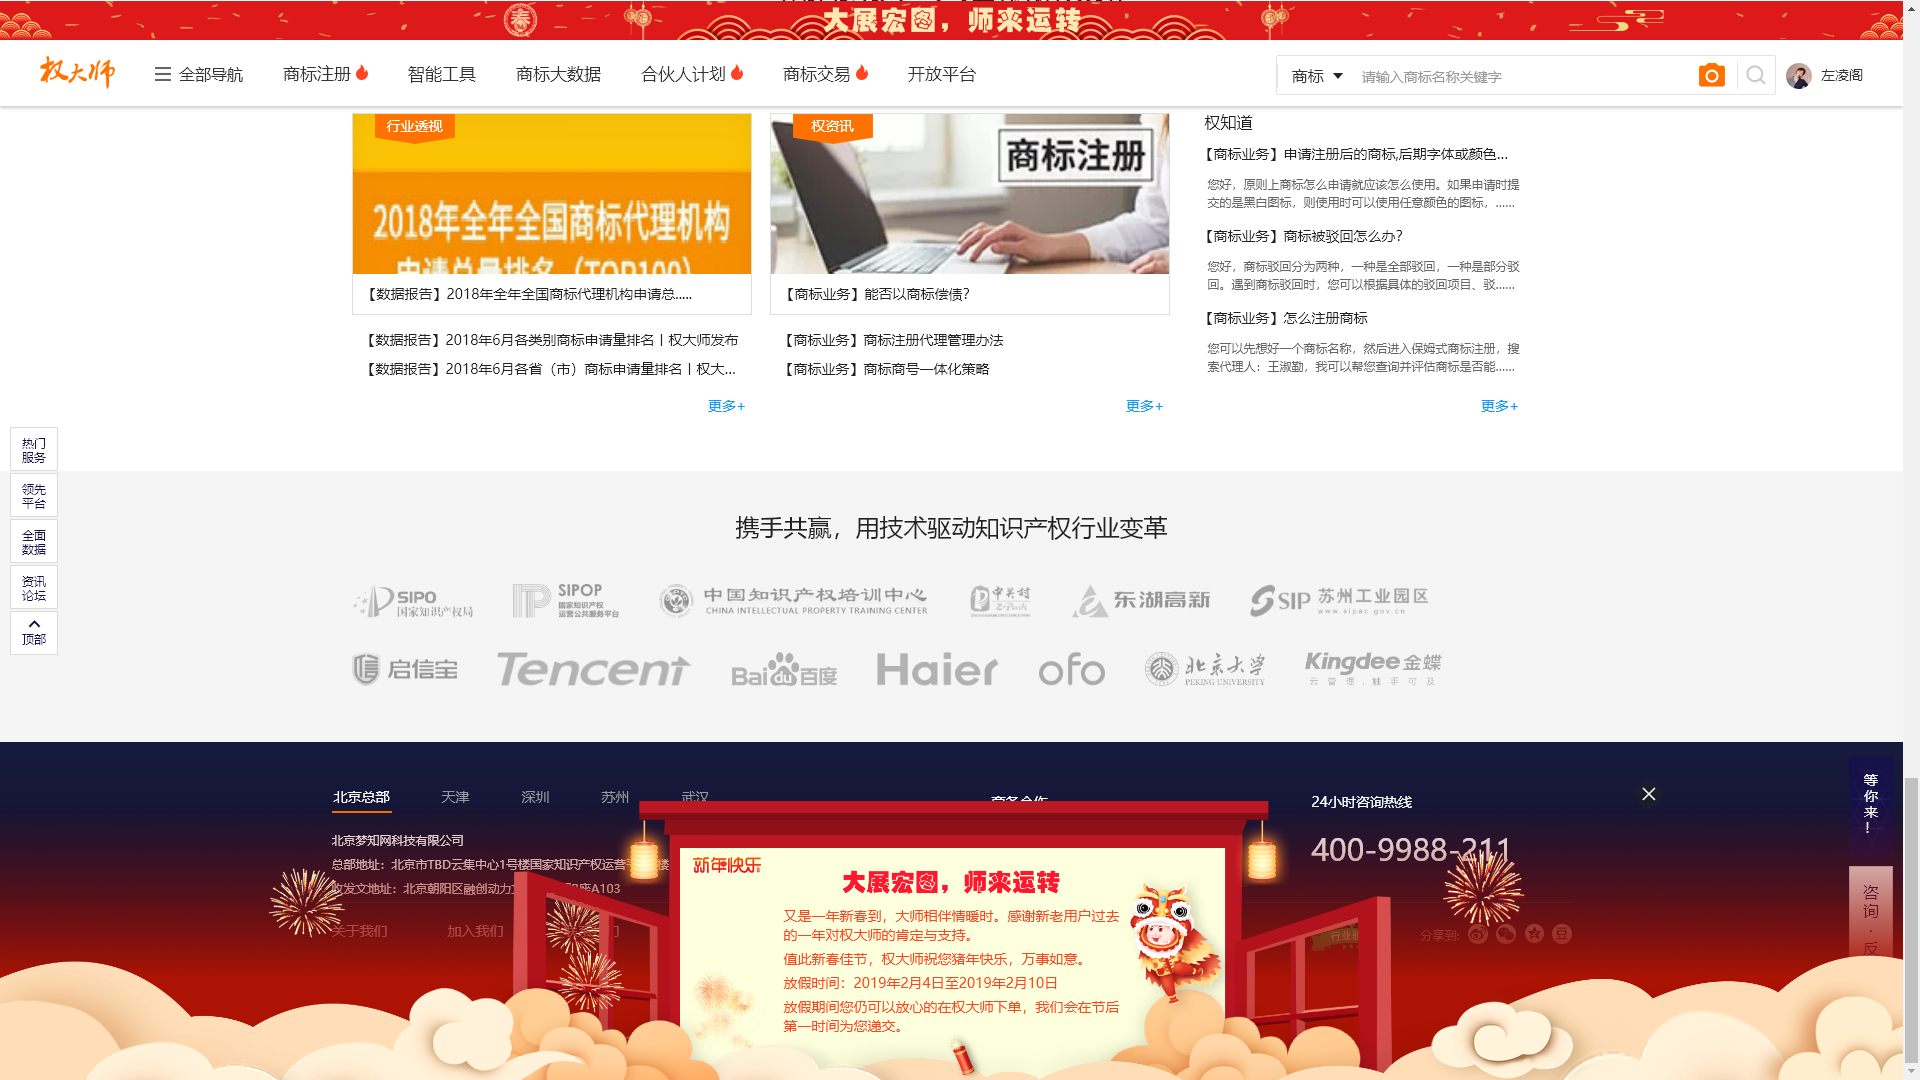 大展宏图，师来运转
权大师
全部导航
商标注册
智能工具
商标大数据
合伙人计划
商标交易
开放平台
商标
请输入商标名称关键字
左凌阁
行业透视
2018年全年全国商标代理机构
申请总量排名（TOP100）
【数据报告】2018年全年全国商标代理机构申请总.....
【数据报告】2018年6月各类别商标申请量排名丨权大师发布
【数据报告】2018年6月各省（市）商标申请量排名丨权大...
更多+
权资讯
商标注册
【商标业务】能否以商标偿债？
【商标业务】商标注册代理管理办法
【商标业务】商标商号一体化策略
更多+
权知道
【商标业务】申请注册后的商标,后期字体或颜色...
您好，原则上商标怎么申请就应该怎么使用。如果申请时提
交的是黑白图标，则使用时可以使用任意颜色的图标，......
【商标业务】商标被驳回怎么办?
您好，商标驳回分为两种，一种是全部驳回，一种是部分驳
回。遇到商标驳回时，您可以根据具体的驳回项目、驳......
【商标业务】怎么注册商标
您可以先想好一个商标名称，然后进入保姆式商标注册，搜
索代理人：王淑勤，我可以帮您查询并评估商标是否能......
更多+
热门
服务
领先
平台
全面
数据
资讯
论坛
顶部
携手共赢，用技术驱动知识产权行业变革
SIPO
国家知识产权局
SIPOP
国家知识产权
运营公共服务平台
中国知识产权培训中心
CHINA INTELLECTUAL PROPERTY TRAINING CENTER
中关村
Z-Park
东湖高新
SIP 苏州工业园区
www.sipac.gov.cn
启信宝
Tencent
Baidu百度
Haier
ofo
北京大学
PEKING UNIVERSITY
Kingdee金蝶
云管理，触手可及
北京总部
天津
深圳
苏州
武汉
商务合作
24小时咨询热线
400-9988-211
北京梦知网科技有限公司
总部地址：北京市TBD云集中心1号楼国家知识产权运营
收发文地址：北京朝阳区融创动力
座A103
关于我们
加入我们
分享到:
等你来！
咨询·反
新年快乐
大展宏图，师来运转
又是一年新春到，大师相伴情暖时。感谢新老用户过去
的一年对权大师的肯定与支持。
值此新春佳节，权大师祝您猪年快乐，万事如意。
放假时间：2019年2月4日至2019年2月10日
放假期间您仍可以放心的在权大师下单，我们会在节后
第一时间为您递交。